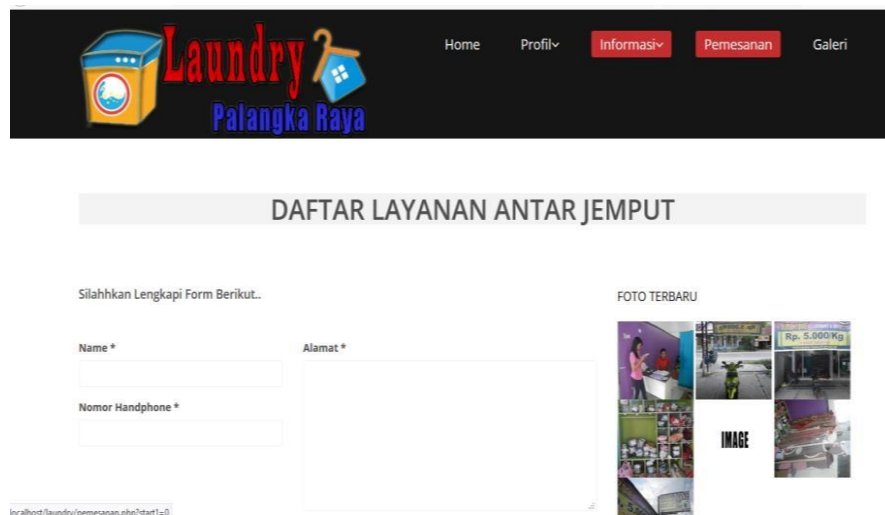 Laundry
Palangka Raya
Home Profil Informasi Pemesanan Galeri
DAFTAR LAYANAN ANTAR JEMPUT
Silahhkan Lengkapi Form Berikut..
FOTO TERBARU
Name * Alamat *
Nomor Handphone *
Rp. 5.000/Kg
IMAGE
localhost/laundry/pemesanan.php?start1=0